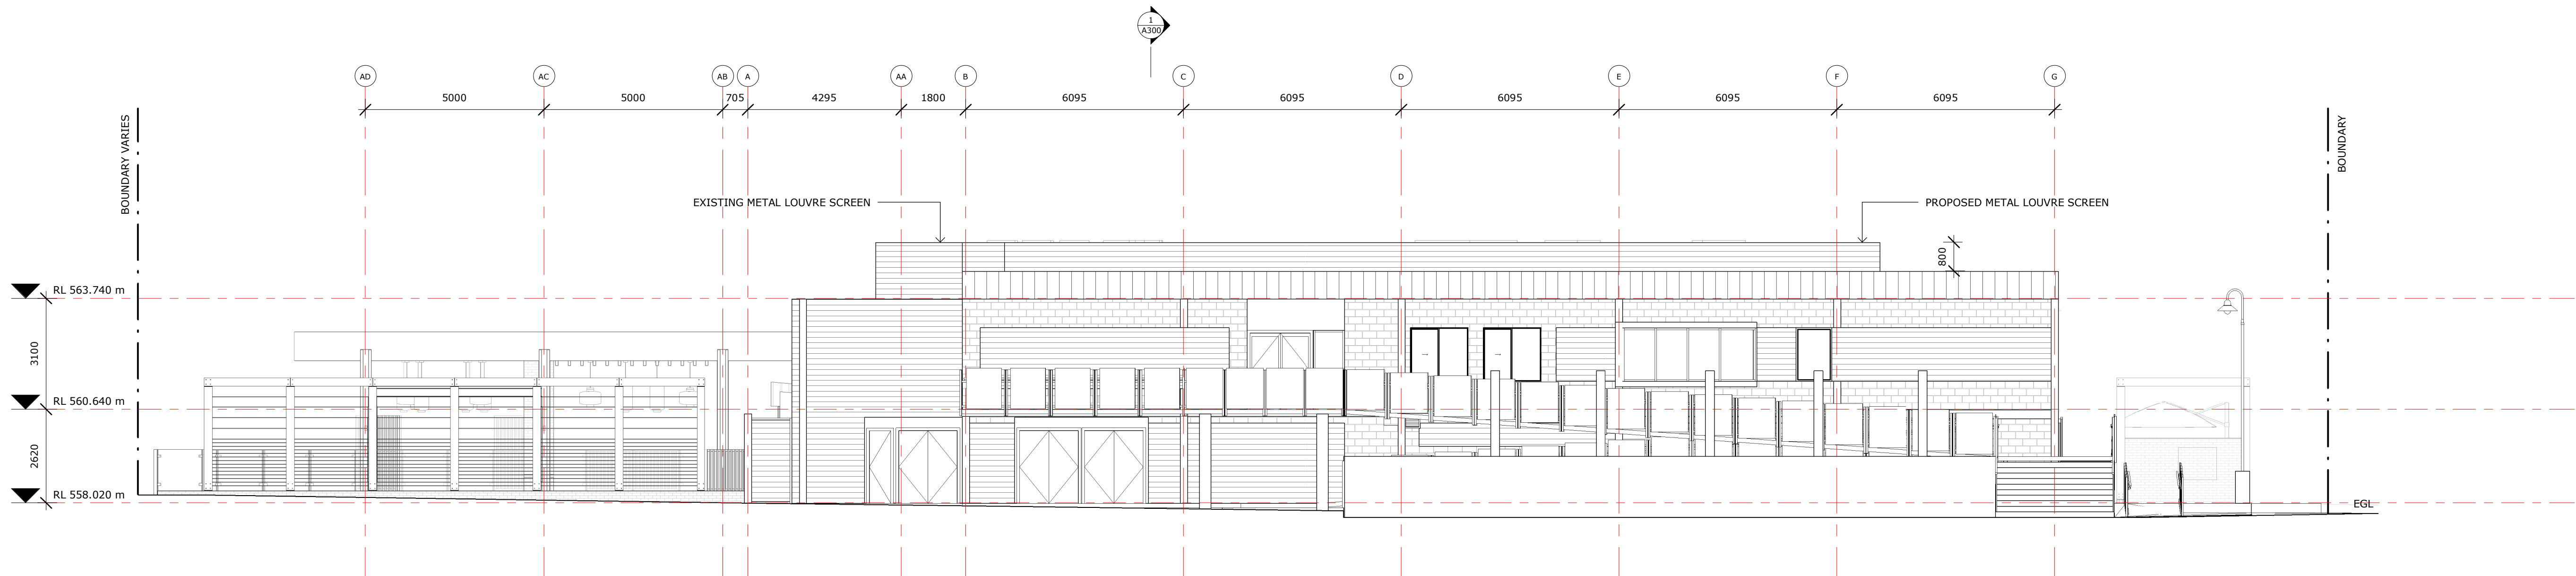 1
A300
AD
AC
AB
A
AA
B
C
D
E
F
G
5000
5000
705
4295
1800
6095
6095
6095
6095
6095
BOUNDARY VARIES
BOUNDARY
EXISTING METAL LOUVRE SCREEN
PROPOSED METAL LOUVRE SCREEN
800
RL 563.740 m
3100
RL 560.640 m
2620
RL 558.020 m
EGL